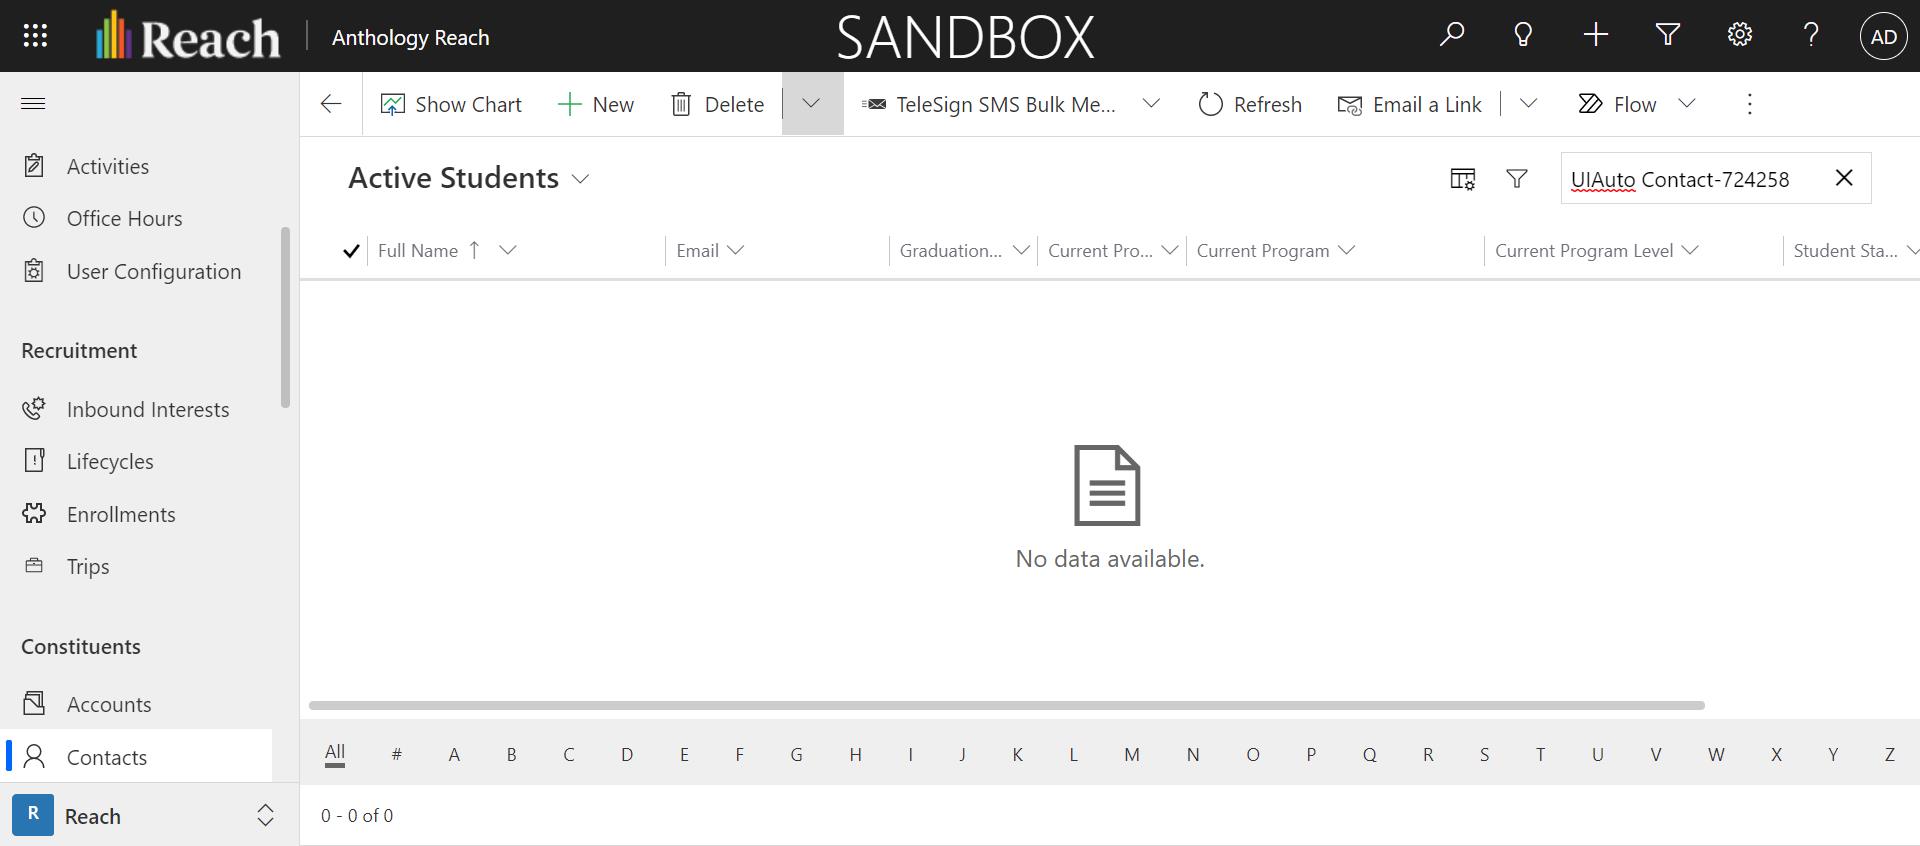 Reach
Anthology Reach
SANDBOX
AD
Show Chart
New
Delete
TeleSign SMS Bulk Me...
Refresh
Email a Link
Flow
Activities
Office Hours
User Configuration
Recruitment
Inbound Interests
Lifecycles
Enrollments
Trips
Constituents
Accounts
Contacts
R
Reach
Active Students
UIAuto Contact-724258
Full Name
Email
Graduation...
Current Pro...
Current Program
Current Program Level
Student Sta...
No data available.
All # A B C D E F G H I J K L M N O P Q R S T U V W X Y Z
0 - 0 of 0